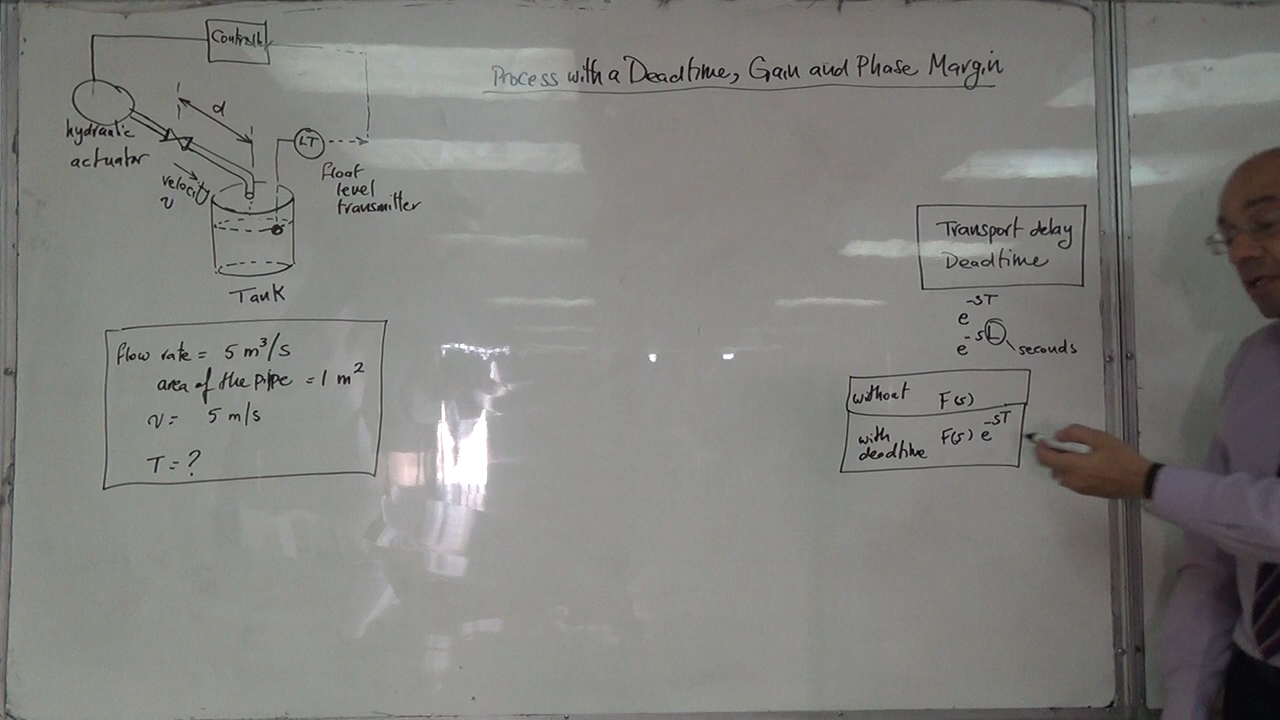 Process with a Deadtime, Gain and Phase Margin
Controller
d
hydraulic
actuator
velocity
v
LT
float
level
transmitter
Tank
flow rate = 5 m³/s
area of the pipe = 1 m²
v = 5 m/s
T = ?
Transport delay
Deadtime
e^-sT
e^-sL
seconds
without F(s)
with
deadtime F(s) e^-sT